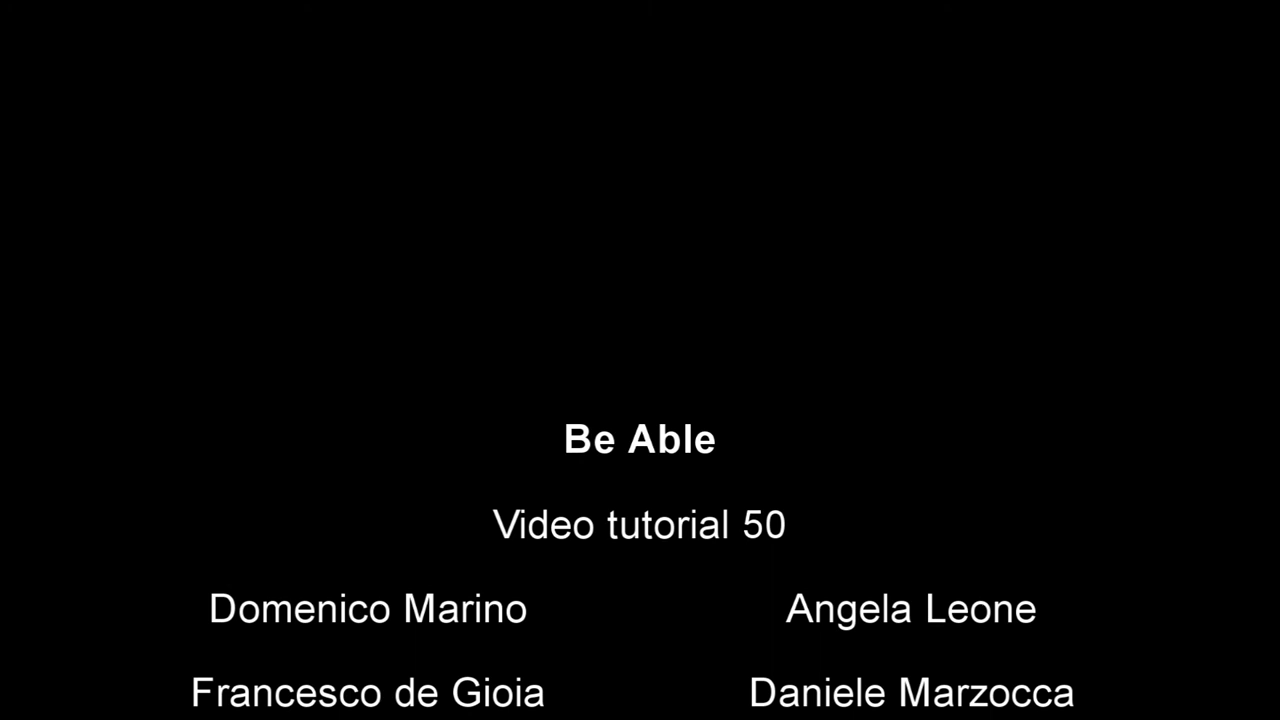 Be Able
Video tutorial 50
Domenico Marino Angela Leone
Francesco de Gioia Daniele Marzocca